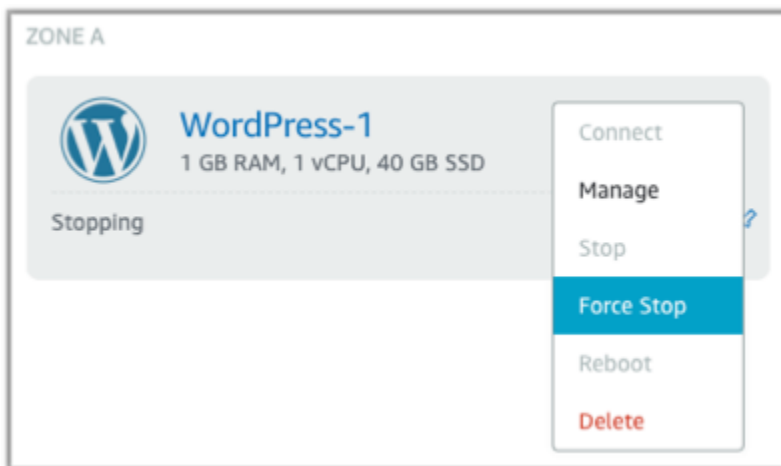 ZONE A
WordPress-1
1 GB RAM, 1 vCPU, 40 GB SSD
Stopping
Connect
Manage
Stop
Force Stop
Reboot
Delete